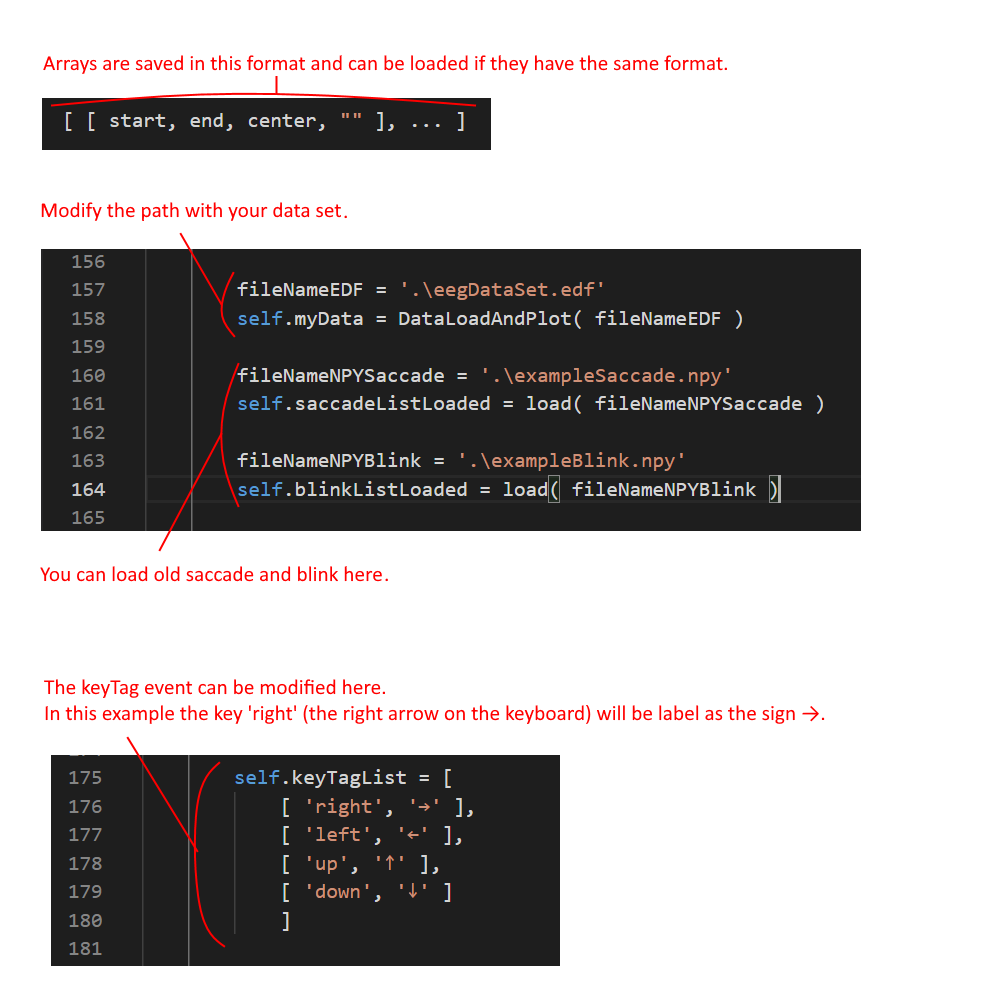 Arrays are saved in this format and can be loaded if they have the same format.
[ [ start, end, center, "" ], ... ]
Modify the path with your data set.
156
157 fileNameEDF = '.\eegDataSet.edf'
158 self.myData = DataLoadAndPlot( fileNameEDF )
159
160 fileNameNPYSaccade = '.\exampleSaccade.npy'
161 self.saccadeListLoaded = load( fileNameNPYSaccade )
162
163 fileNameNPYBlink = '.\exampleBlink.npy'
164 self.blinkListLoaded = load( fileNameNPYBlink )
165
You can load old saccade and blink here.
The keyTag event can be modified here.
In this example the key 'right' (the right arrow on the keyboard) will be label as the sign →.
175 self.keyTagList = [
176 [ 'right', '→' ],
177 [ 'left', '←' ],
178 [ 'up', '↑' ],
179 [ 'down', '↓' ]
180 ]
181